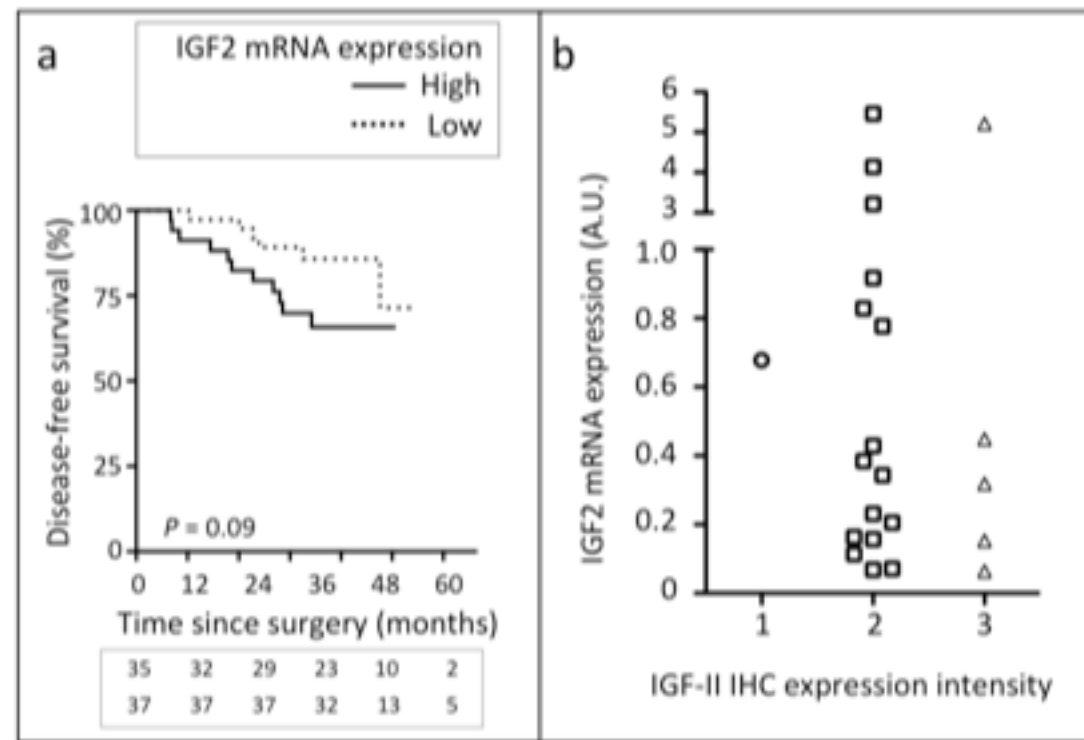 a
IGF2 mRNA expression
High
Low
Disease-free survival (%)
100
75
50
25
0
P = 0.09
0 12 24 36 48 60
Time since surgery (months)
35 32 29 23 10 2
37 37 37 32 13 5
b
IGF2 mRNA expression (A.U.)
6
5
4
3
1.0
0.8
0.6
0.4
0.2
0
1 2 3
IGF-II IHC expression intensity